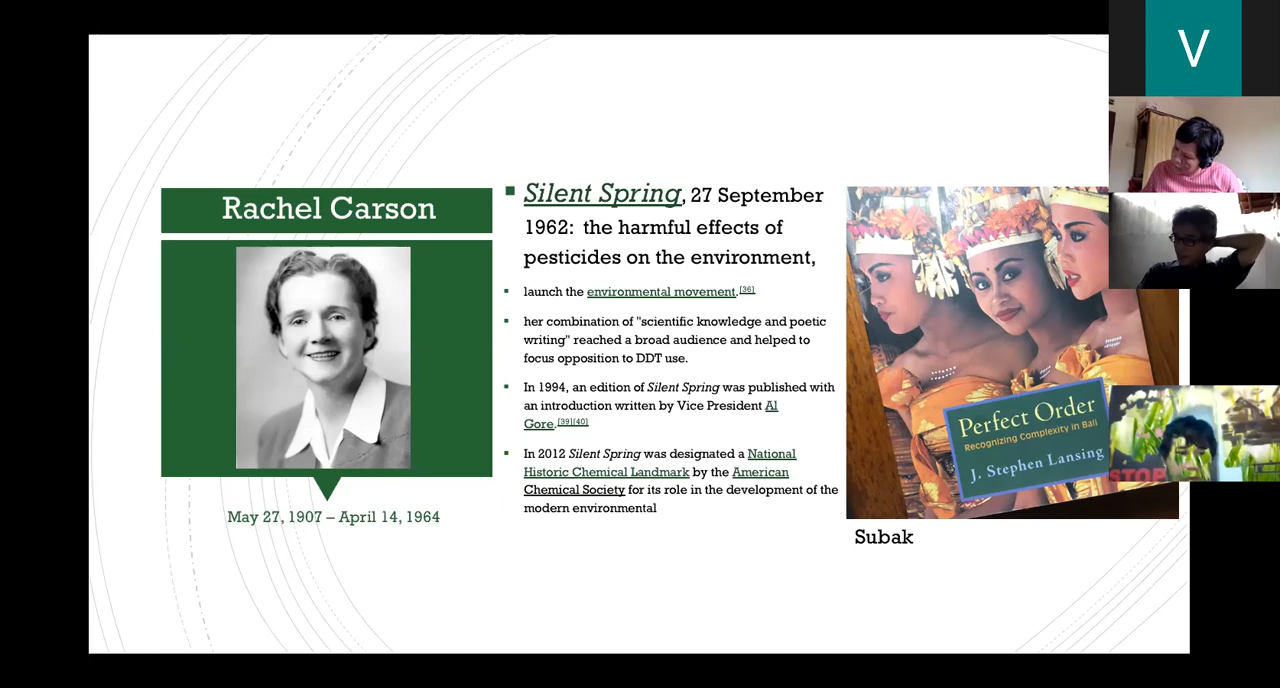 V
Rachel Carson
May 27, 1907 – April 14, 1964
Silent Spring, 27 September
1962: the harmful effects of
pesticides on the environment,
launch the environmental movement.[36]
her combination of "scientific knowledge and poetic
writing" reached a broad audience and helped to
focus opposition to DDT use.
In 1994, an edition of Silent Spring was published with
an introduction written by Vice President Al
Gore.[39][40]
In 2012 Silent Spring was designated a National
Historic Chemical Landmark by the American
Chemical Society for its role in the development of the
modern environmental
Perfect Order
Recognizing Complexity in Bali
J. Stephen Lansing
Subak
STOP